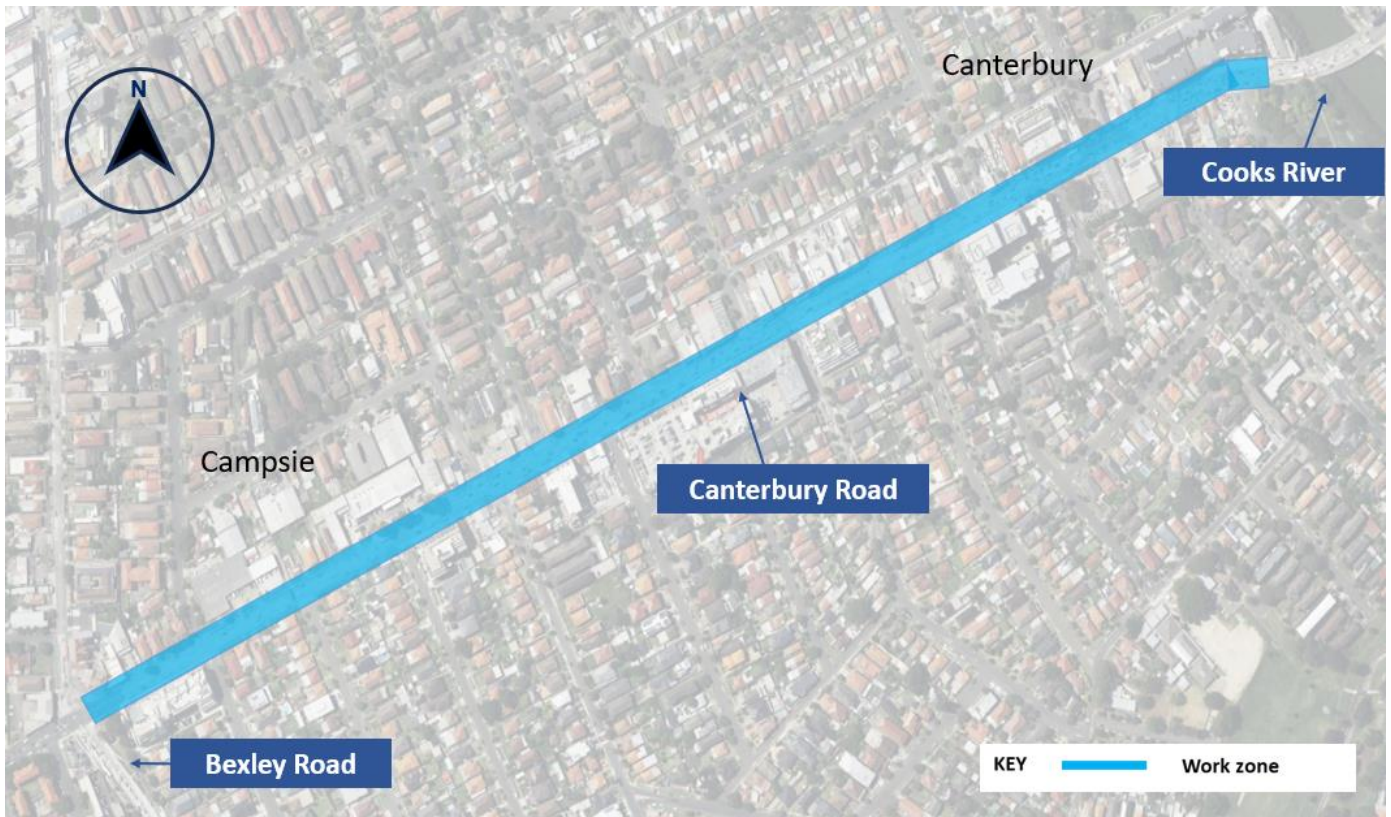 N
Canterbury
Cooks River
Campsie
Canterbury Road
Bexley Road
KEY
Work zone